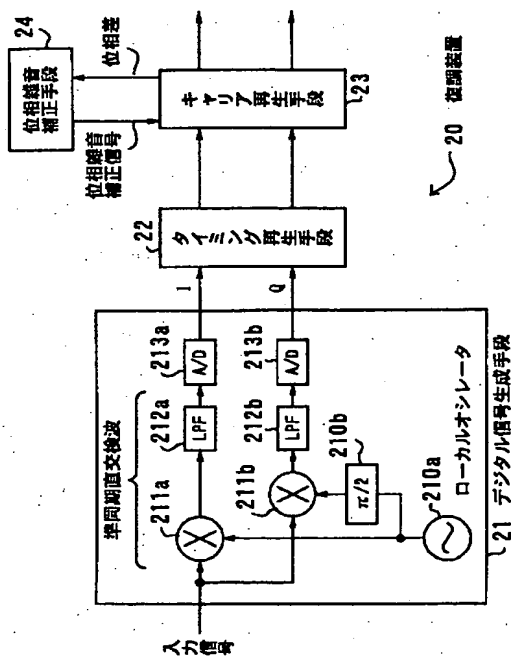 入力
信号
準同期直交検波
211a
212a
LPF
213a
A/D
211b
212b
LPF
213b
A/D
210b
π/2
210a
ローカルオシレータ
21 デジタル信号生成手段
I
Q
22
タイミング再生手段
キャリア再生手段
23
位相雑音
補正信号
位相差
位相雑音
補正手段
24
20 復調装置